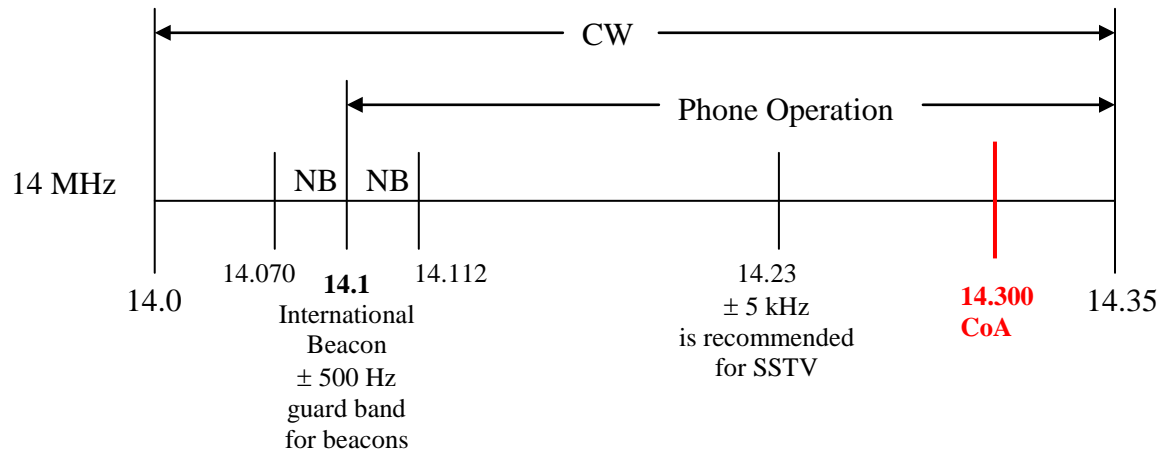 CW
Phone Operation
14 MHz
NB
NB
14.070
14.112
14.23
± 5 kHz
is recommended
for SSTV
14.0
14.1
International
Beacon
± 500 Hz
guard band
for beacons
14.300
CoA
14.35